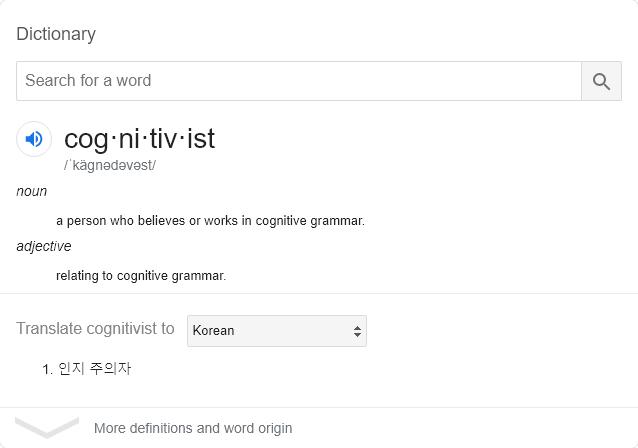 Dictionary
Search for a word
cog·ni·tiv·ist
/ˈkäɡnədəvəst/
noun
a person who believes or works in cognitive grammar.
adjective
relating to cognitive grammar.
Translate cognitivist to Korean
1. 인지 주의자
More definitions and word origin